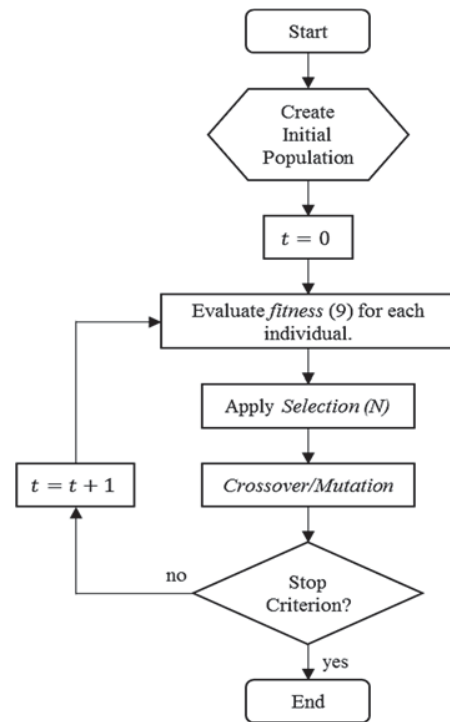 Start
Create
Initial
Population
t = 0
Evaluate fitness (9) for each
individual.
Apply Selection (N)
t = t + 1
Crossover/Mutation
no
Stop
Criterion?
yes
End